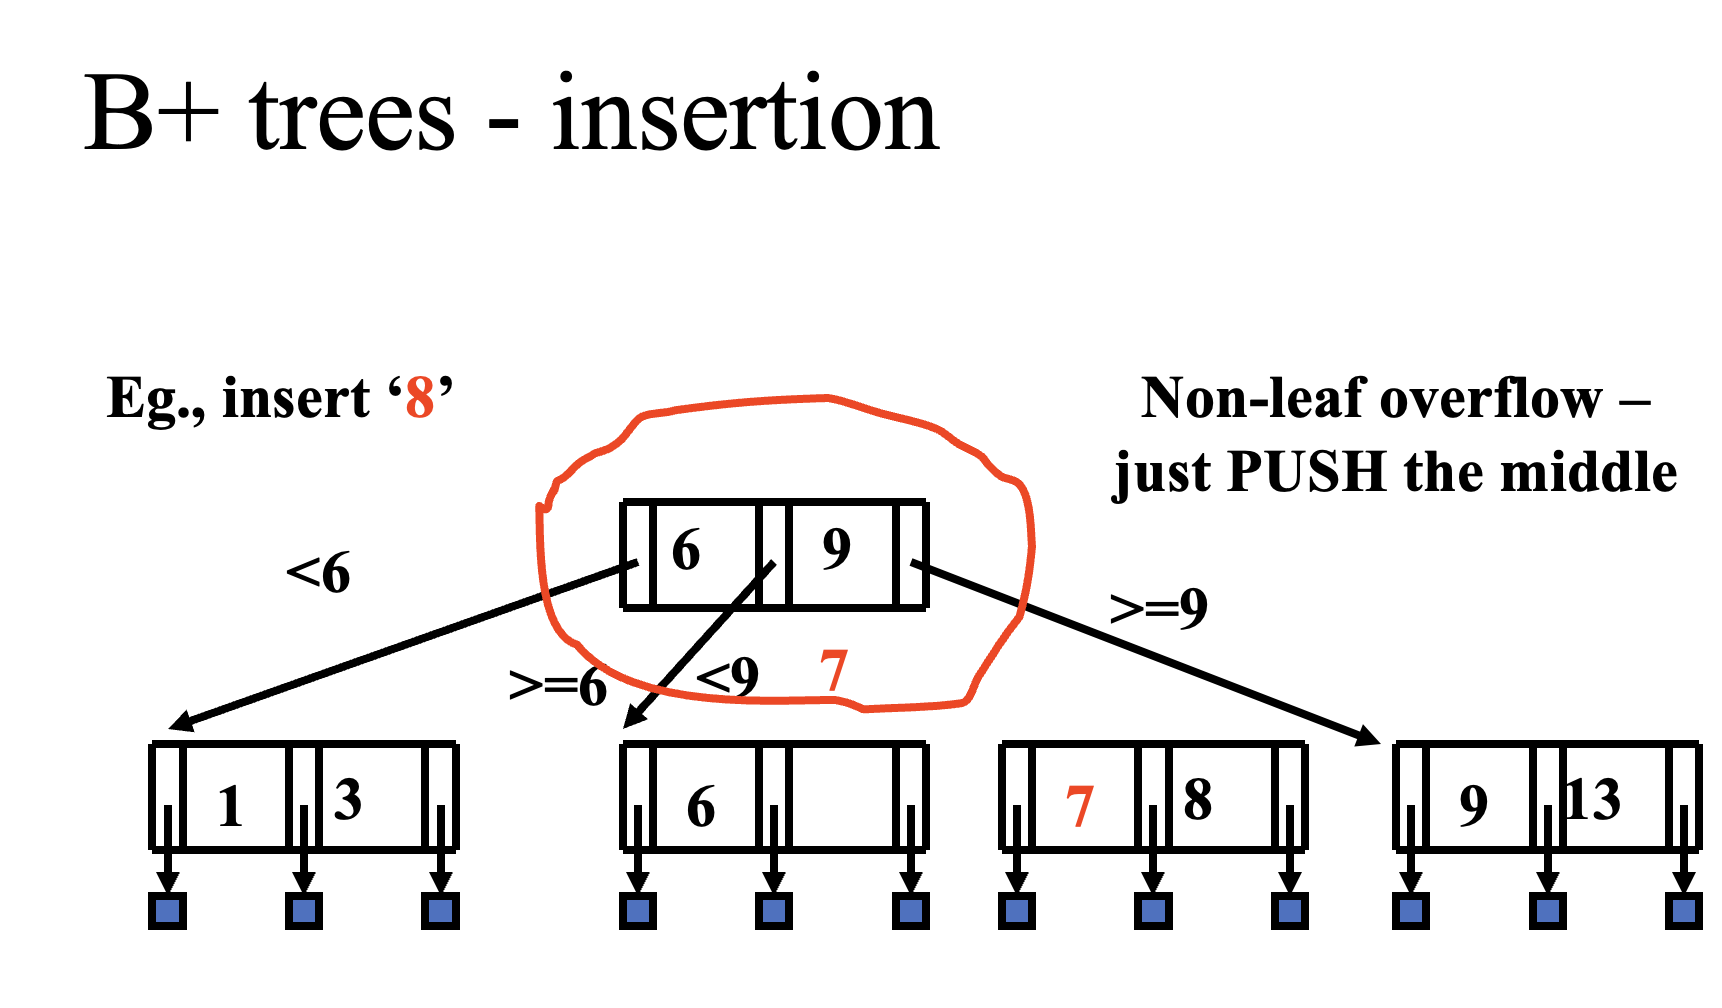 B+ trees - insertion
Eg., insert ‘8’
Non-leaf overflow –
just PUSH the middle
6 9
<6
>=9
>=6 <9 7
1 3 6 7 8 9 13